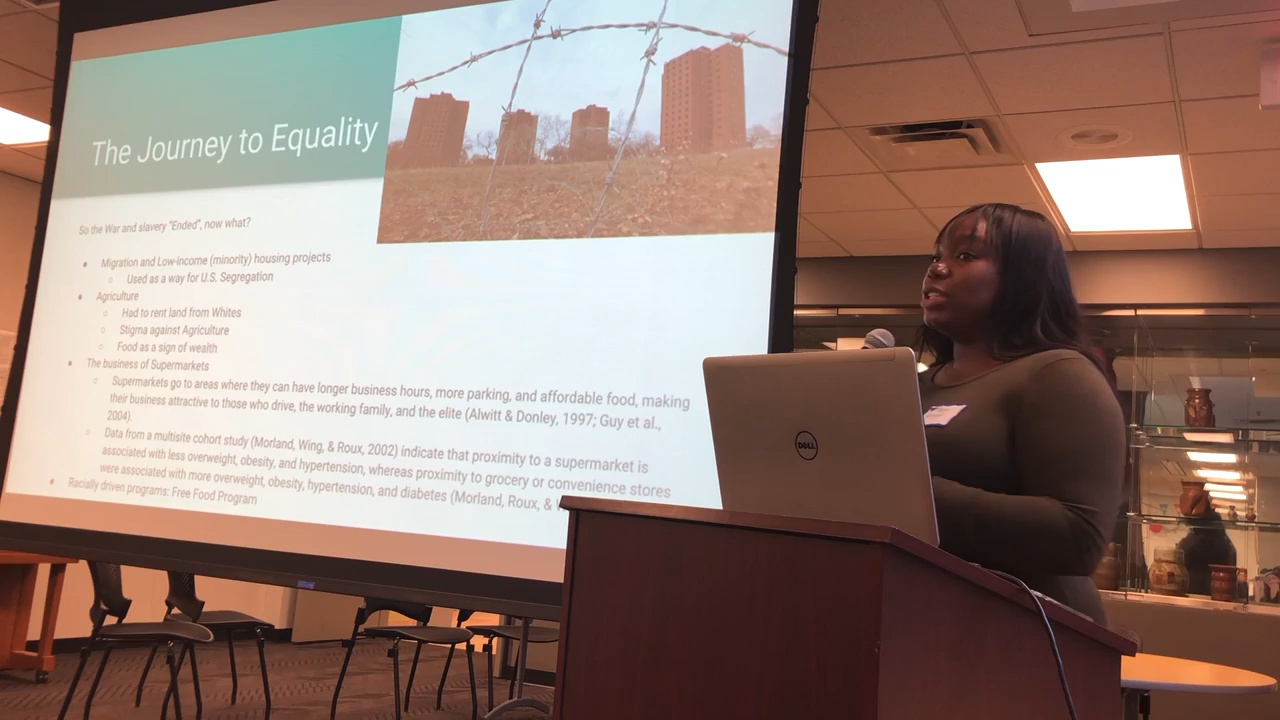 The Journey to Equality
So the War and slavery “Ended”, now what?
● Migration and Low-income (minority) housing projects
○ Used as a way for U.S. Segregation
● Agriculture
○ Had to rent land from Whites
○ Stigma against Agriculture
○ Food as a sign of wealth
● The business of Supermarkets
○ Supermarkets go to areas where they can have longer business hours, more parking, and affordable food, making
their business attractive to those who drive, the working family, and the elite (Alwitt & Donley, 1997; Guy et al.,
2004).
○ Data from a multisite cohort study (Morland, Wing, & Roux, 2002) indicate that proximity to a supermarket is
associated with less overweight, obesity, and hypertension, whereas proximity to grocery or convenience stores
were associated with more overweight, obesity, hypertension, and diabetes (Morland, Roux, &
● Racially driven programs: Free Food Program
DELL